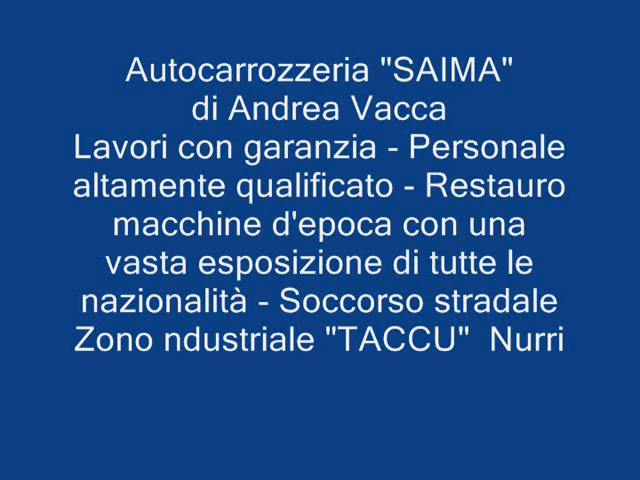 Autocarrozzeria "SAIMA"
di Andrea Vacca
Lavori con garanzia - Personale
altamente qualificato - Restauro
macchine d'epoca con una
vasta esposizione di tutte le
nazionalità - Soccorso stradale
Zono ndustriale "TACCU"  Nurri